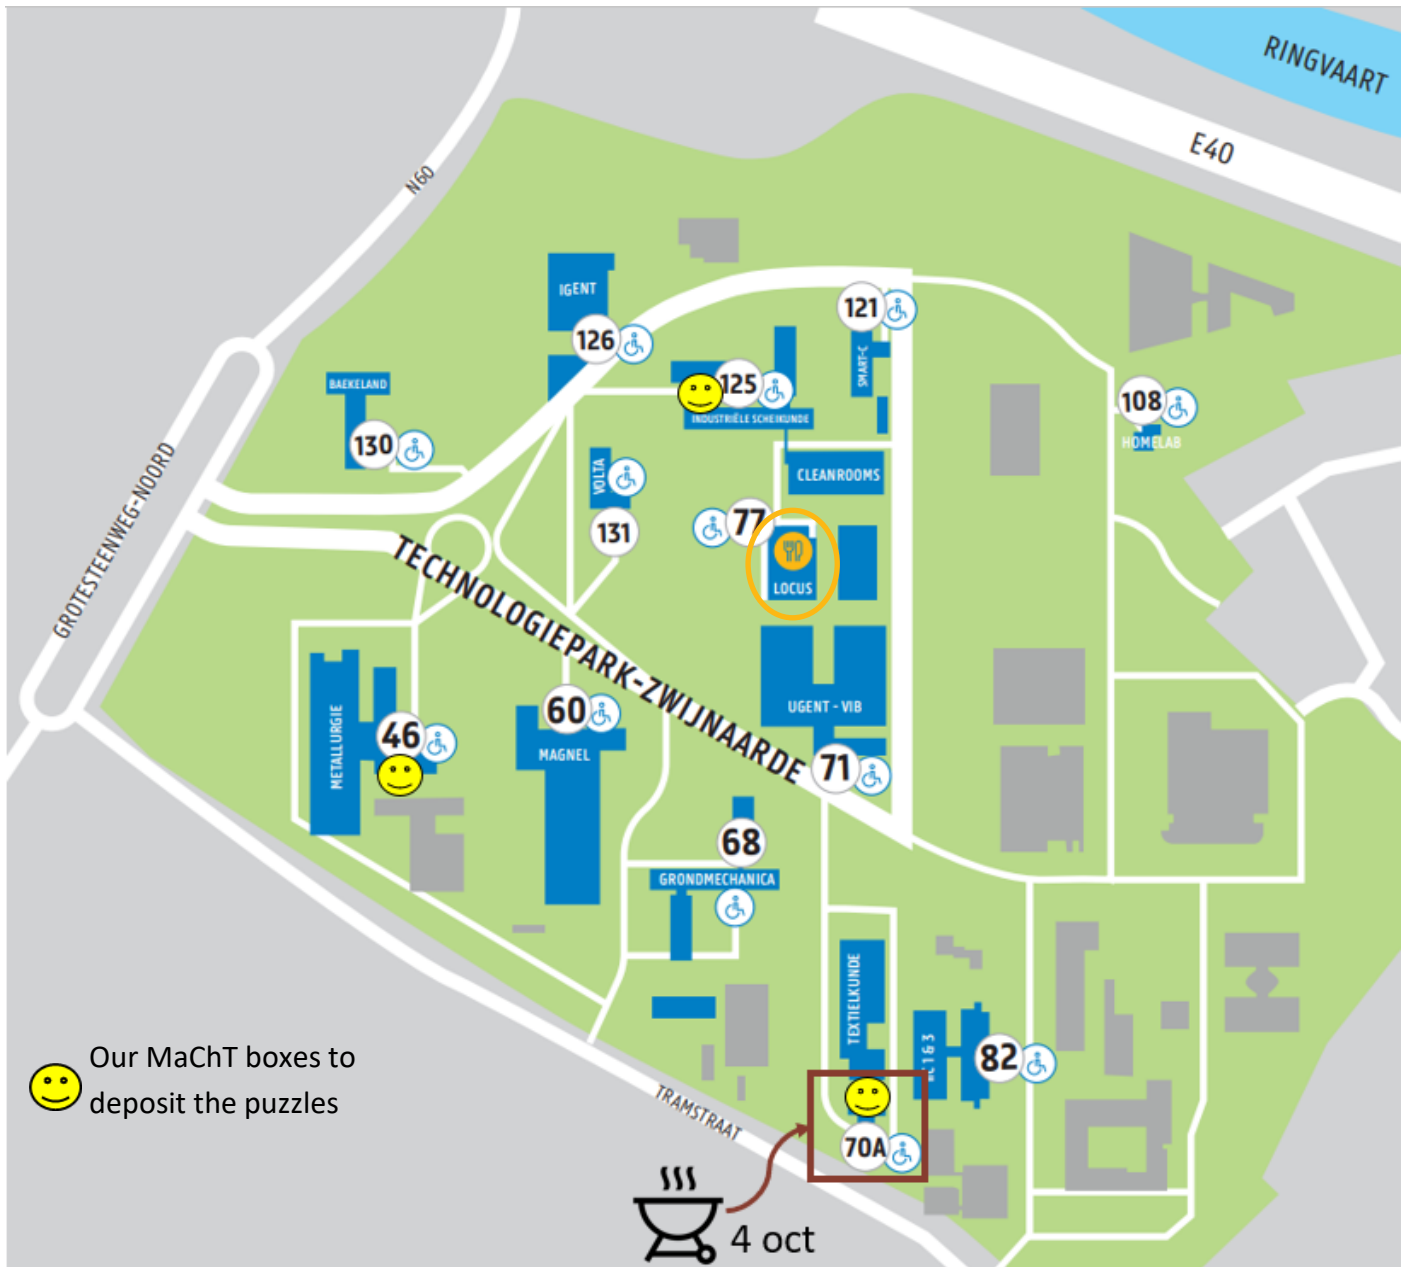 RINGVAART
E40
N60
IGENT
126
121
SMART-C
125
INDUSTRIËLE SCHEIKUNDE
BAEKELAND
130
108
HOMELAB
VOLTA
131
CLEANROOMS
77
LOCUS
GROTESTEENWEG-NOORD
TECHNOLOGIEPARK-ZWIJNAARDE
METALLURGIE
46
60
MAGNEL
UGENT - VIB
71
68
GRONDMECHANICA
TEXTIELKUNDE
1 & 3
82
70A
TRAMSTRAAT
Our MaChT boxes to
deposit the puzzles
4 oct